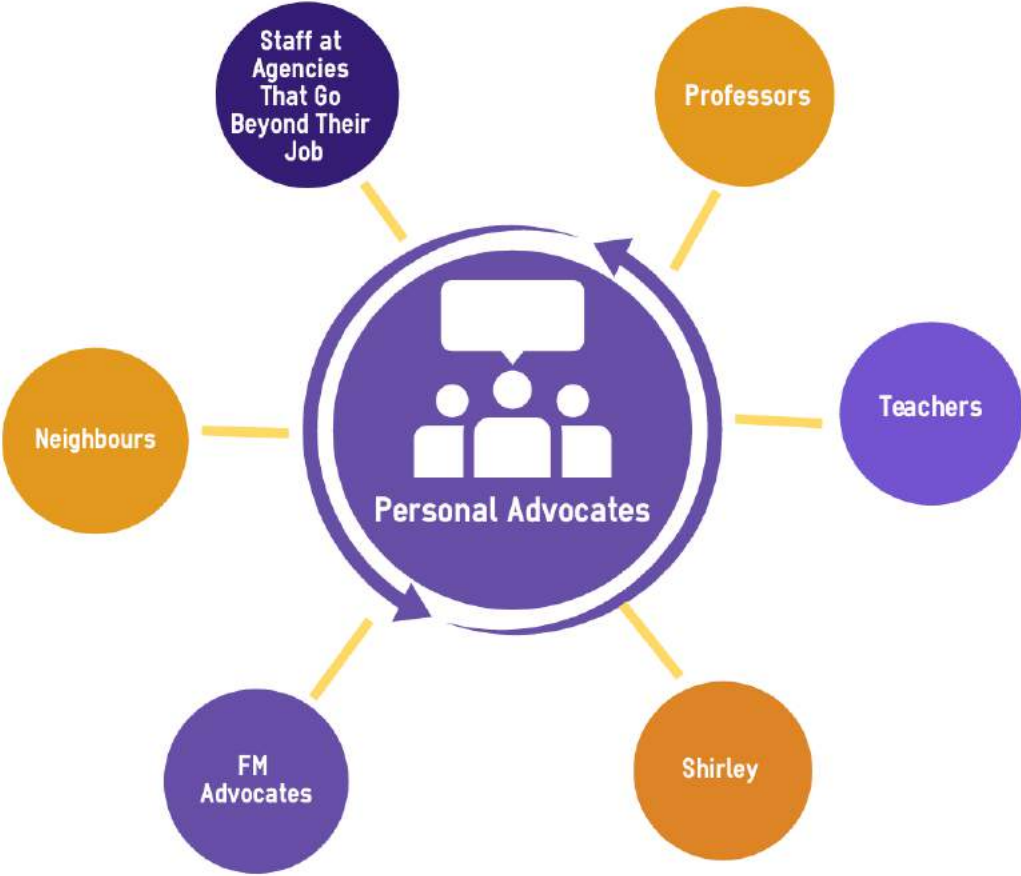 Staff at
Agencies
That Go
Beyond Their
Job
Professors
Neighbours
Personal Advocates
Teachers
FM
Advocates
Shirley